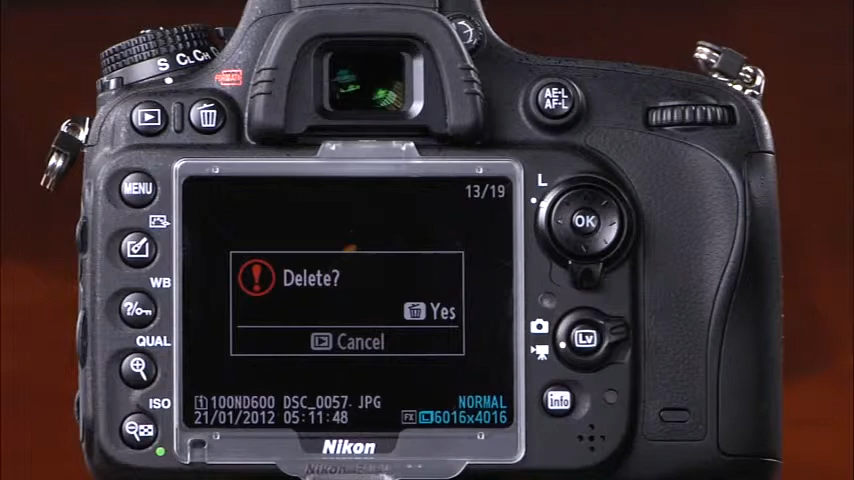 S CL CH
FORMAT
AE-L
AF-L
MENU
WB
?/
QUAL
ISO
13/19
Delete?
Yes
Cancel
1 100ND600 DSC_0057. JPG
NORMAL
21/01/2012 05:11:48
FX L 6016x4016
Nikon
L
OK
Lv
info